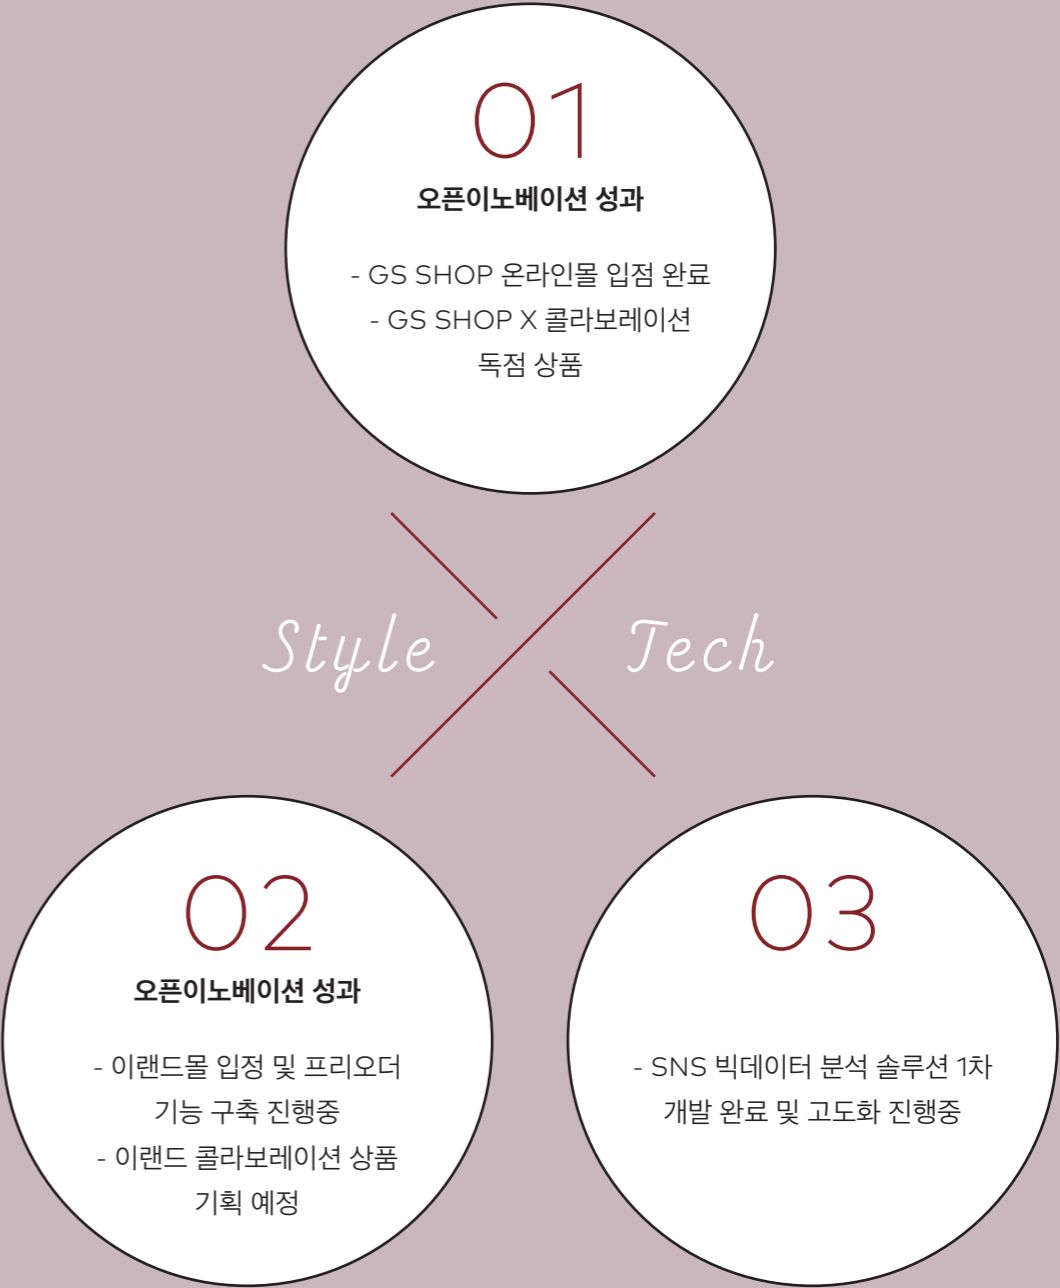 01
오픈이노베이션 성과
- GS SHOP 온라인몰 입점 완료
- GS SHOP X 콜라보레이션
독점 상품
Style
Tech
02
오픈이노베이션 성과
- 이랜드몰 입정 및 프리오더
기능 구축 진행중
- 이랜드 콜라보레이션 상품
기획 예정
03
- SNS 빅데이터 분석 솔루션 1차
개발 완료 및 고도화 진행중